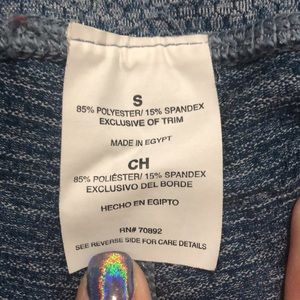 S
85% POLYESTER/ 15% SPANDEX
EXCLUSIVE OF TRIM
MADE IN EGYPT
CH
85% POLIÉSTER/ 15% SPANDEX
EXCLUSIVO DEL BORDE
HECHO EN EGIPTO
RN# 70892
SEE REVERSE SIDE FOR CARE DETAILS